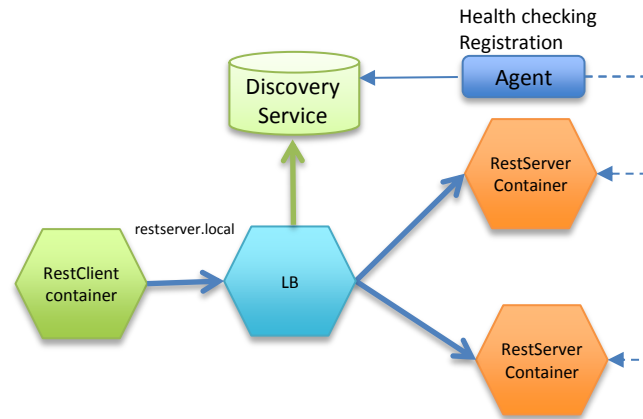 Health checking
Registration
Agent
Discovery
Service
RestServer
Container
restserver.local
RestClient
container
LB
RestServer
Container